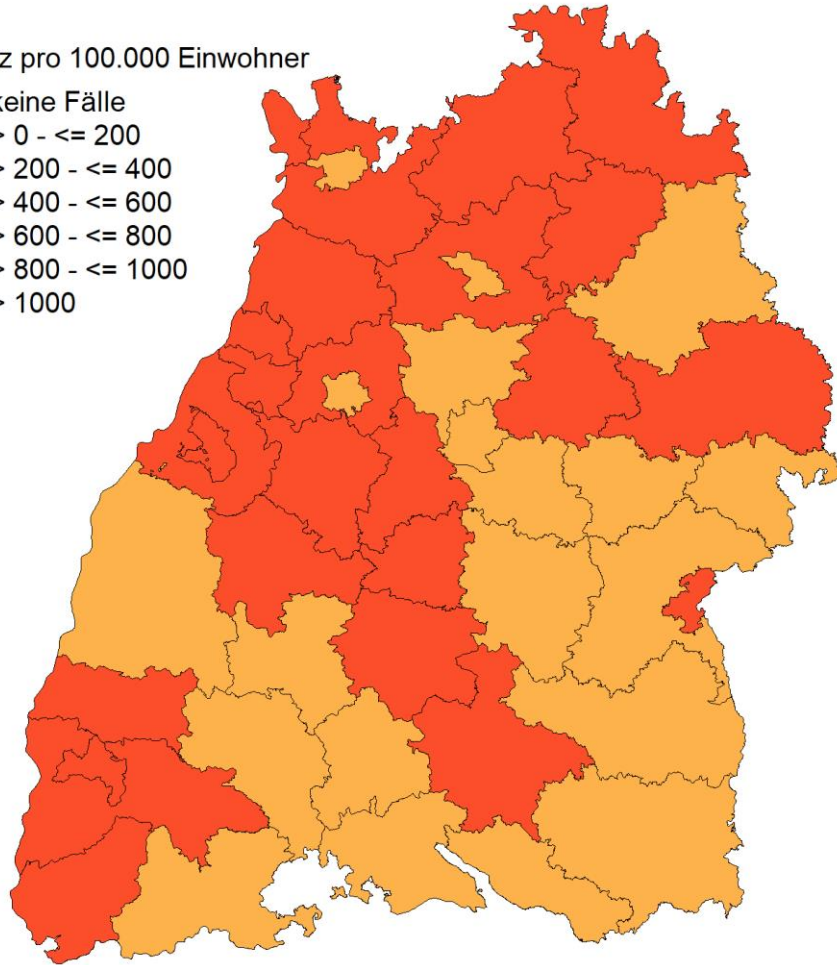 z pro 100.000 Einwohner
keine Fälle
> 0 - <= 200
> 200 - <= 400
> 400 - <= 600
> 600 - <= 800
> 800 - <= 1000
> 1000